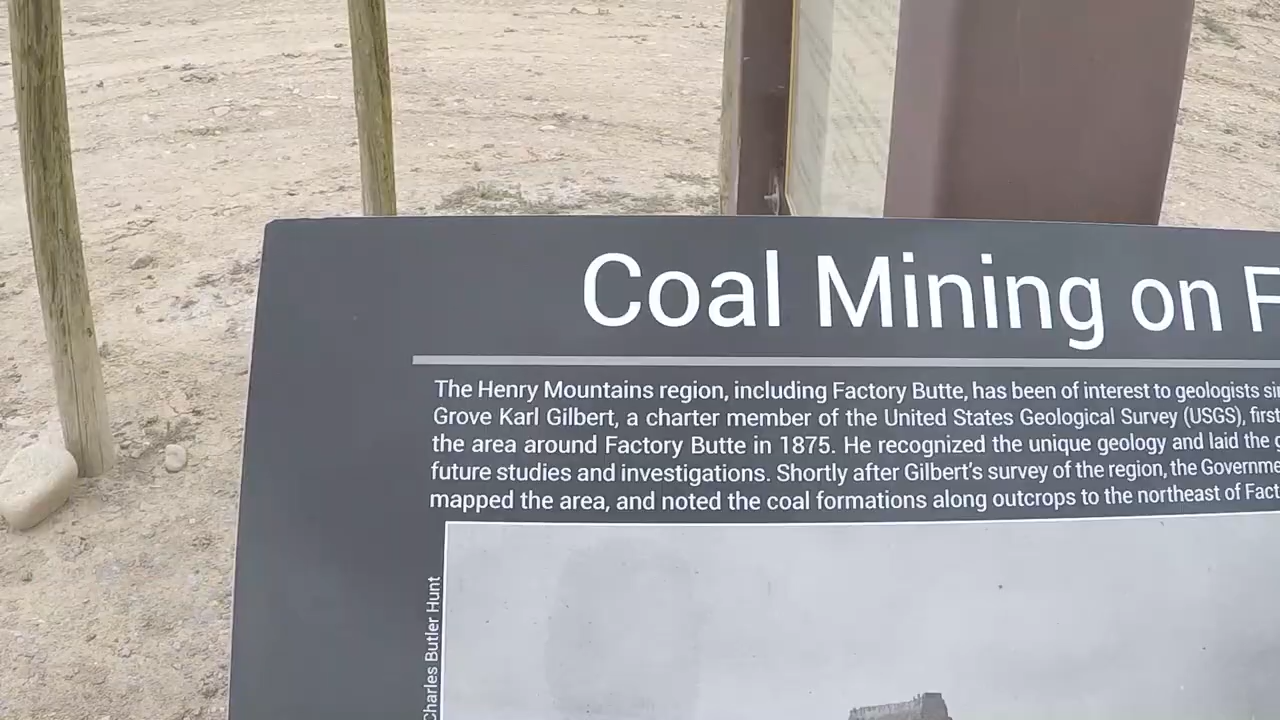 Coal Mining on F
The Henry Mountains region, including Factory Butte, has been of interest to geologists
Grove Karl Gilbert, a charter member of the United States Geological Survey (USGS), first
the area around Factory Butte in 1875. He recognized the unique geology and laid the
future studies and investigations. Shortly after Gilbert's survey of the region, the
mapped the area, and noted the coal formations along outcrops to the northeast of
Charles Butler Hunt